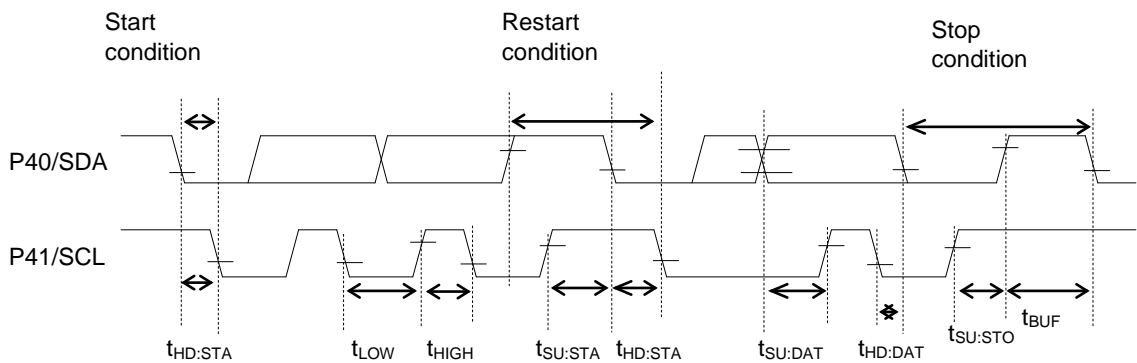 Start
condition
Restart
condition
Stop
condition
P40/SDA
P41/SCL
tHD:STA
tLOW
tHIGH
tSU:STA
tHD:STA
tSU:DAT
tHD:DAT
tSU:STO
tBUF